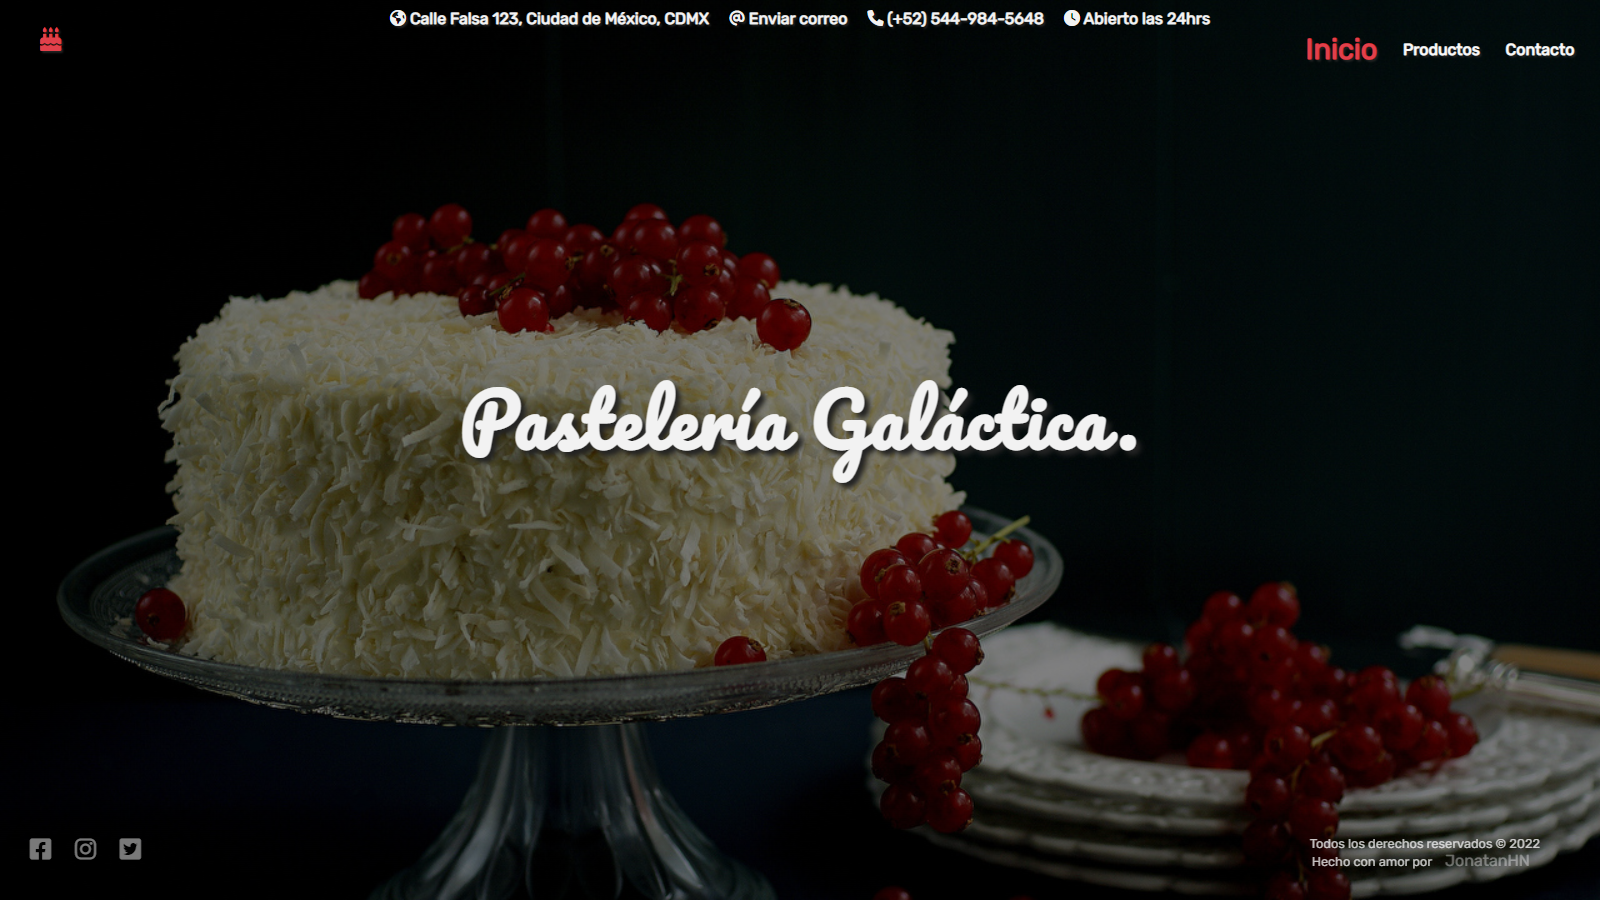 Calle Falsa 123, Ciudad de México, CDMX Enviar correo (+52) 544-984-5648 Abierto las 24hrs
Inicio Productos Contacto
Pastelería Galáctica.
Todos los derechos reservados © 2022
Hecho con amor por JonatanHN